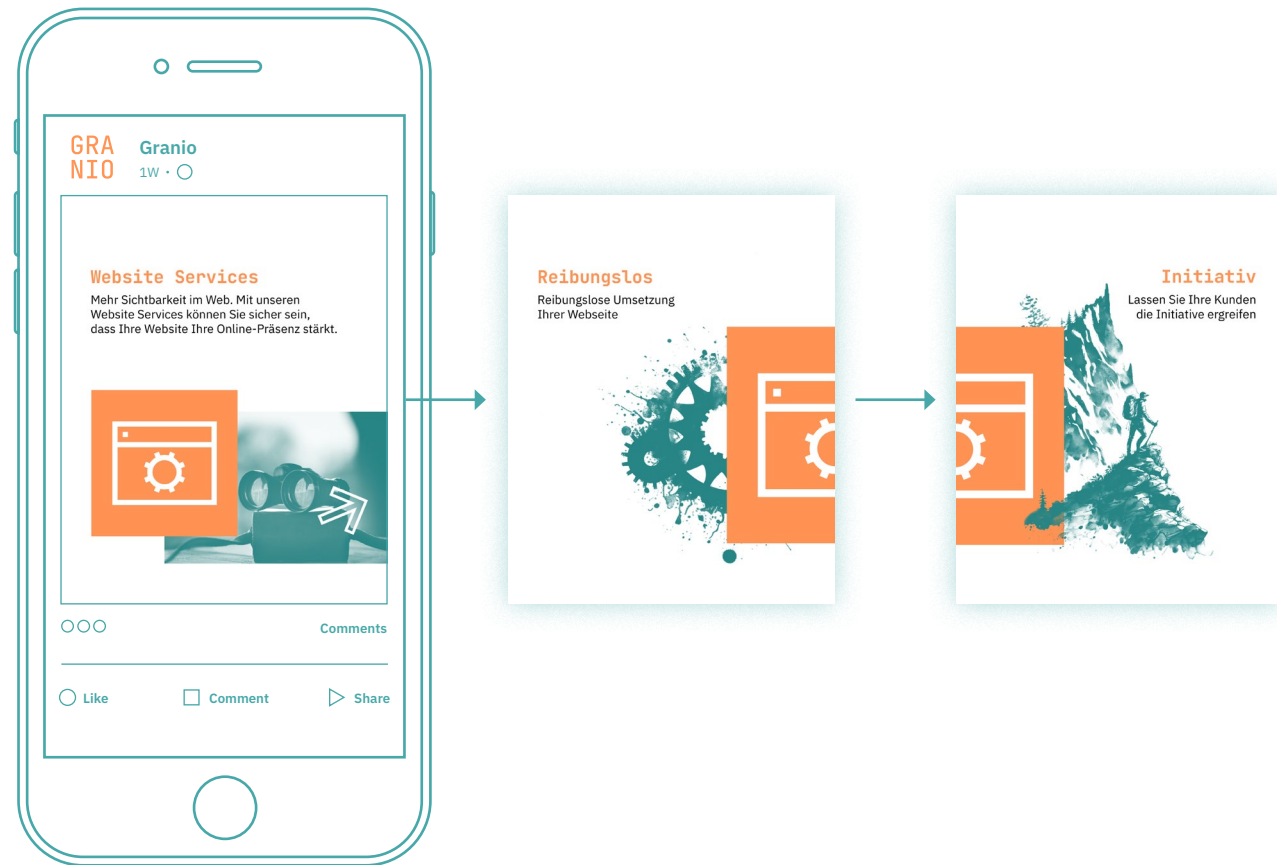 GRA
NIO
Granio
1W •
Website Services
Mehr Sichtbarkeit im Web. Mit unseren
Website Services können Sie sicher sein,
dass Ihre Website Ihre Online-Präsenz stärkt.
Comments
Like
Comment
Share
Reibungslos
Reibungslose Umsetzung
Ihrer Webseite
Initiativ
Lassen Sie Ihre Kunden
die Initiative ergreifen